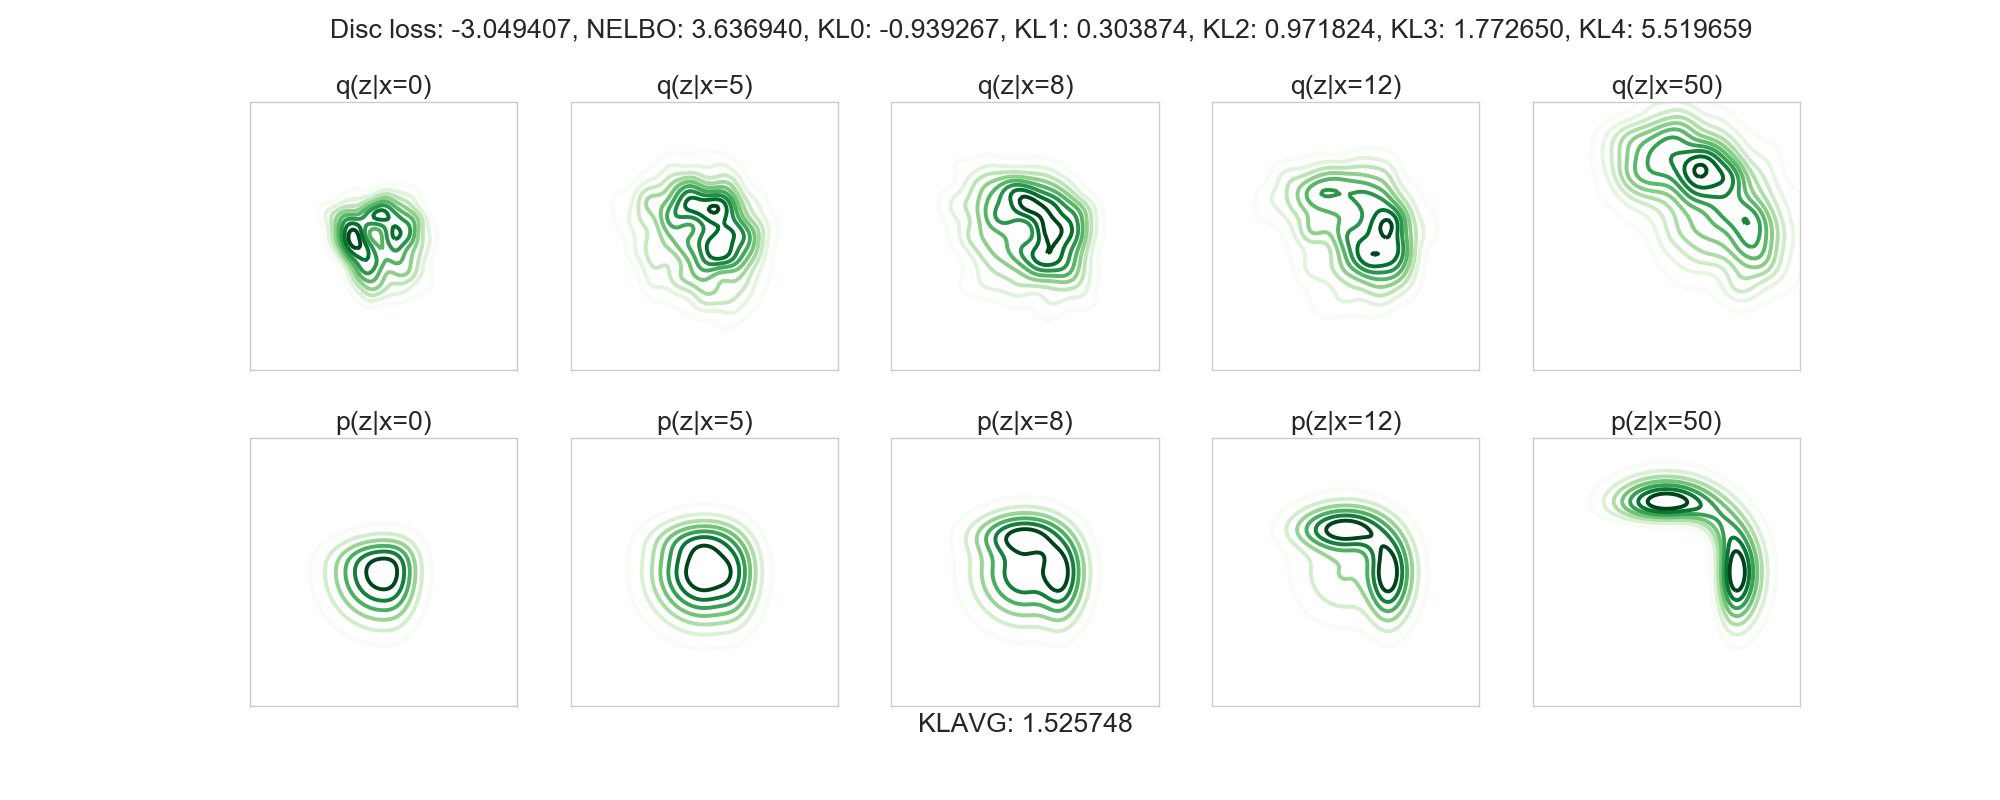 Disc loss: -3.049407, NELBO: 3.636940, KL0: -0.939267, KL1: 0.303874, KL2: 0.971824, KL3: 1.772650, KL4: 5.519659
q(z|x=0) q(z|x=5) q(z|x=8) q(z|x=12) q(z|x=50)
p(z|x=0) p(z|x=5) p(z|x=8) p(z|x=12) p(z|x=50)
KLAVG: 1.525748